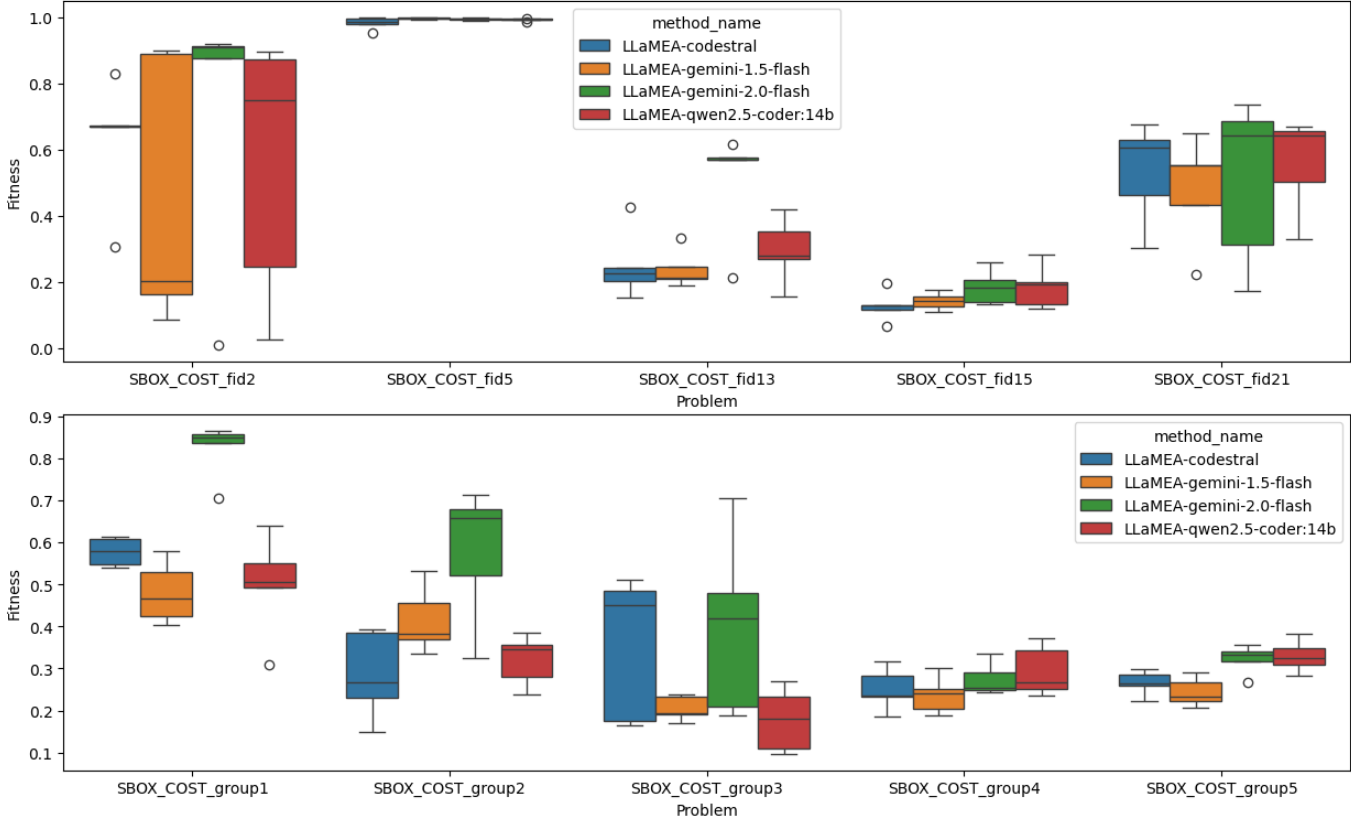 1.0
0.8
0.6
0.4
0.2
0.0
Fitness
method_name
LLaMEA-codestral
LLaMEA-gemini-1.5-flash
LLaMEA-gemini-2.0-flash
LLaMEA-qwen2.5-coder:14b
SBOX_COST_fid2
SBOX_COST_fid5
SBOX_COST_fid13
SBOX_COST_fid15
SBOX_COST_fid21
Problem
0.9
0.8
0.7
0.6
0.5
0.4
0.3
0.2
0.1
Fitness
method_name
LLaMEA-codestral
LLaMEA-gemini-1.5-flash
LLaMEA-gemini-2.0-flash
LLaMEA-qwen2.5-coder:14b
SBOX_COST_group1
SBOX_COST_group2
SBOX_COST_group3
SBOX_COST_group4
SBOX_COST_group5
Problem